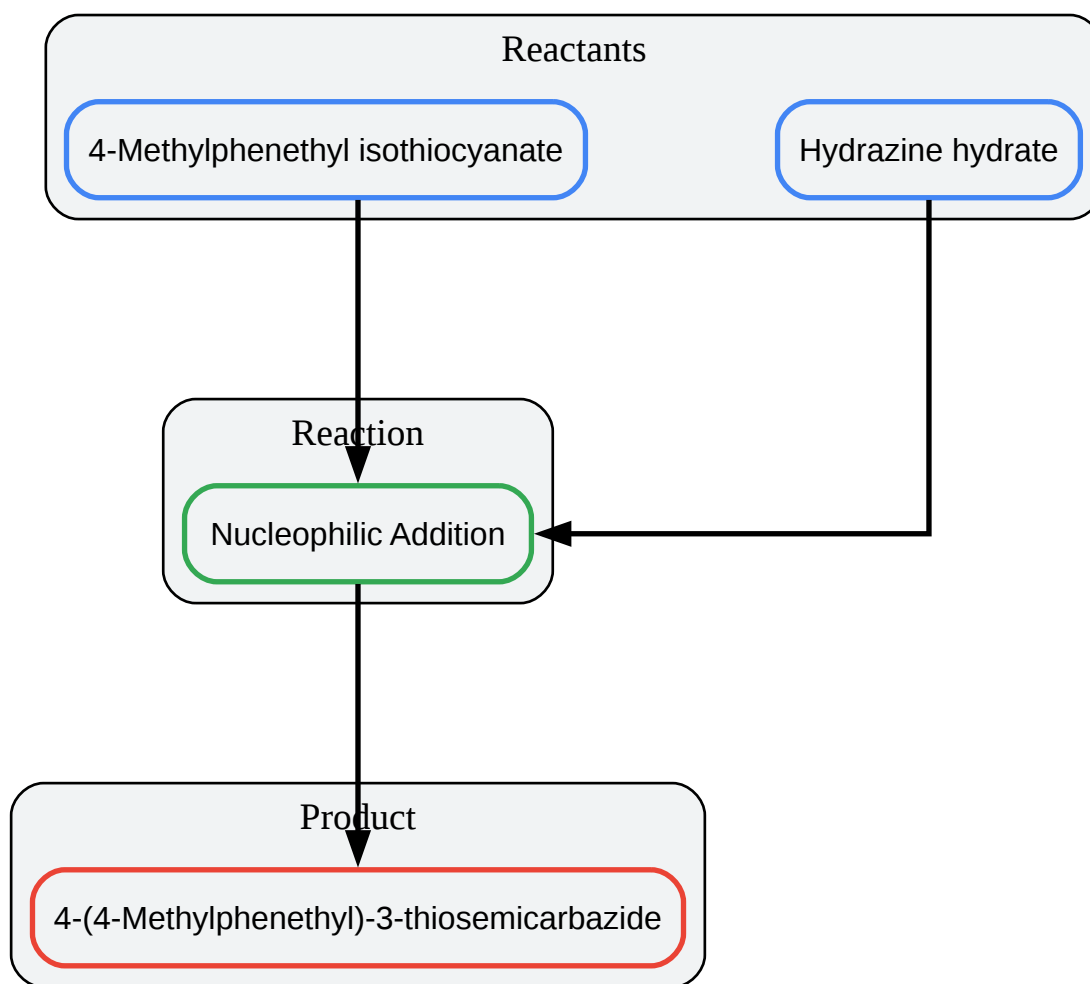 Reactants
4-Methylphenethyl isothiocyanate
Hydrazine hydrate
Reaction
Nucleophilic Addition
Product
4-(4-Methylphenethyl)-3-thiosemicarbazide